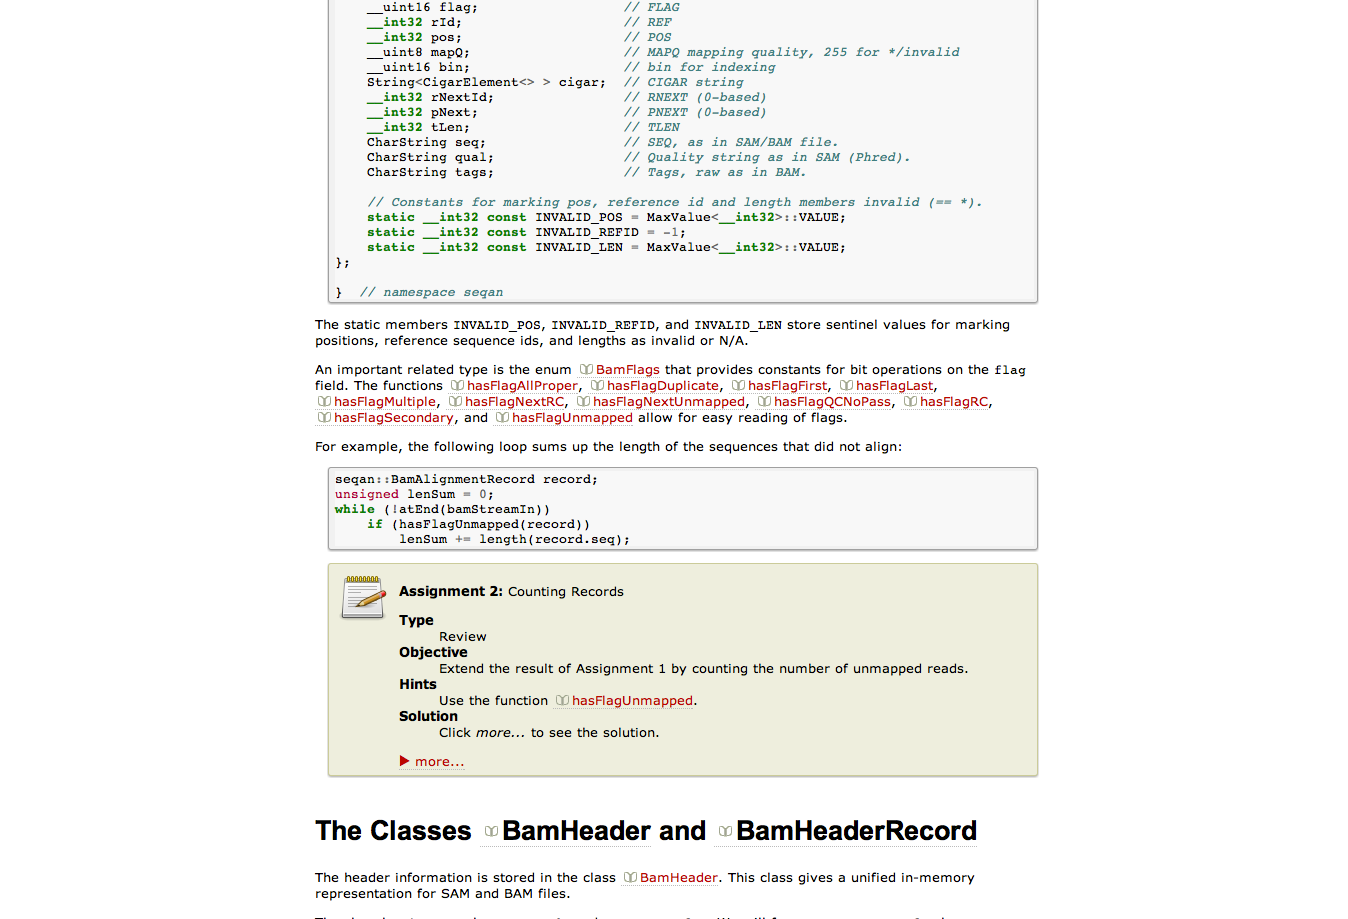 __uint16 flag; // FLAG
__int32 rId; // REF
__int32 pos; // POS
__uint8 mapQ; // MAPQ mapping quality, 255 for */invalid
__uint16 bin; // bin for indexing
String<CigarElement<> > cigar; // CIGAR string
__int32 rNextId; // RNEXT (0-based)
__int32 pNext; // PNEXT (0-based)
__int32 tLen; // TLEN
CharString seq; // SEQ, as in SAM/BAM file.
CharString qual; // Quality string as in SAM (Phred).
CharString tags; // Tags, raw as in BAM.
// Constants for marking pos, reference id and length members invalid (== *).
static __int32 const INVALID_POS = MaxValue<__int32>::VALUE;
static __int32 const INVALID_REFID = -1;
static __int32 const INVALID_LEN = MaxValue<__int32>::VALUE;
};
} // namespace seqan
The static members INVALID_POS, INVALID_REFID, and INVALID_LEN store sentinel values for marking
positions, reference sequence ids, and lengths as invalid or N/A.
An important related type is the enum BamFlags that provides constants for bit operations on the flag
field. The functions hasFlagAllProper, hasFlagDuplicate, hasFlagFirst, hasFlagLast,
hasFlagMultiple, hasFlagNextRC, hasFlagNextUnmapped, hasFlagQCNoPass, hasFlagRC,
hasFlagSecondary, and hasFlagUnmapped allow for easy reading of flags.
For example, the following loop sums up the length of the sequences that did not align:
seqan::BamAlignmentRecord record;
unsigned lenSum = 0;
while (!atEnd(bamStreamIn))
if (hasFlagUnmapped(record))
lenSum += length(record.seq);
Assignment 2: Counting Records
Type
Review
Objective
Extend the result of Assignment 1 by counting the number of unmapped reads.
Hints
Use the function hasFlagUnmapped.
Solution
Click more... to see the solution.
more...
The Classes BamHeader and BamHeaderRecord
The header information is stored in the class BamHeader. This class gives a unified in-memory
representation for SAM and BAM files.